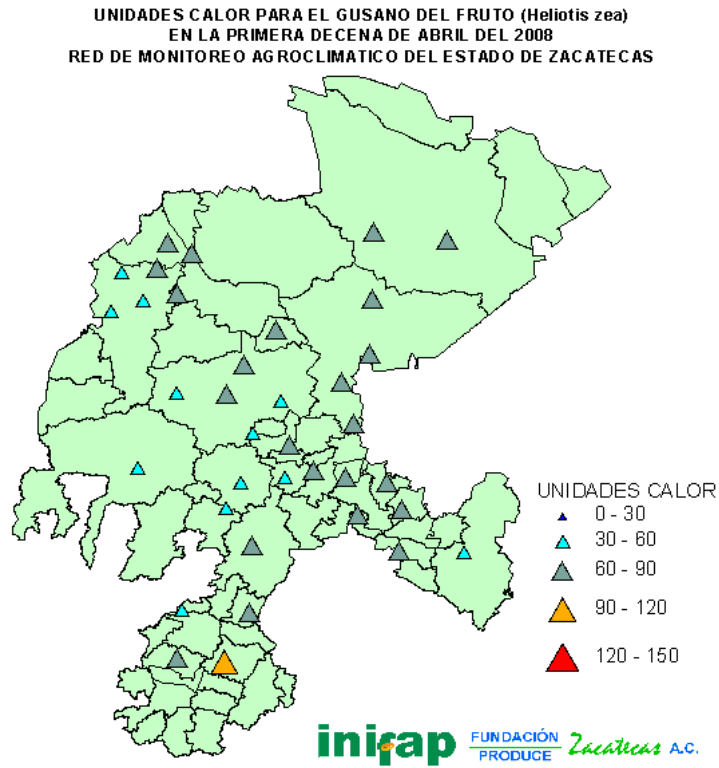 UNIDADES CALOR PARA EL GUSANO DEL FRUTO (Heliotis zea)
EN LA PRIMERA DECENA DE ABRIL DEL 2008
RED DE MONITOREO AGROCLIMATICO DEL ESTADO DE ZACATECAS
UNIDADES CALOR
0 - 30
30 - 60
60 - 90
90 - 120
120 - 150
inifap
FUNDACIÓN
PRODUCE
Zacatecas A.C.